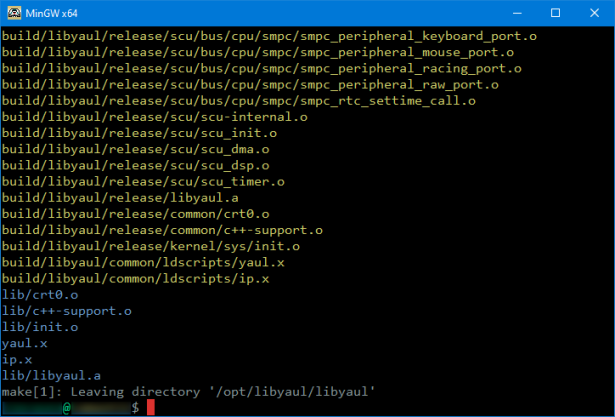 MinGW x64
build/libyaul/release/scu/bus/cpu/smpc/smpc_peripheral_keyboard_port.o
build/libyaul/release/scu/bus/cpu/smpc/smpc_peripheral_mouse_port.o
build/libyaul/release/scu/bus/cpu/smpc/smpc_peripheral_racing_port.o
build/libyaul/release/scu/bus/cpu/smpc/smpc_peripheral_raw_port.o
build/libyaul/release/scu/bus/cpu/smpc/smpc_rtc_settime_call.o
build/libyaul/release/scu/scu-internal.o
build/libyaul/release/scu/scu_init.o
build/libyaul/release/scu/scu_dma.o
build/libyaul/release/scu/scu_dsp.o
build/libyaul/release/scu/scu_timer.o
build/libyaul/release/libyaul.a
build/libyaul/release/common/crt0.o
build/libyaul/release/common/c++-support.o
build/libyaul/release/kernel/sys/init.o
build/libyaul/common/ldscripts/yaul.x
build/libyaul/common/ldscripts/ip.x
lib/crt0.o
lib/c++-support.o
lib/init.o
yaul.x
ip.x
lib/libyaul.a
make[1]: Leaving directory '/opt/libyaul/libyaul'
@ $